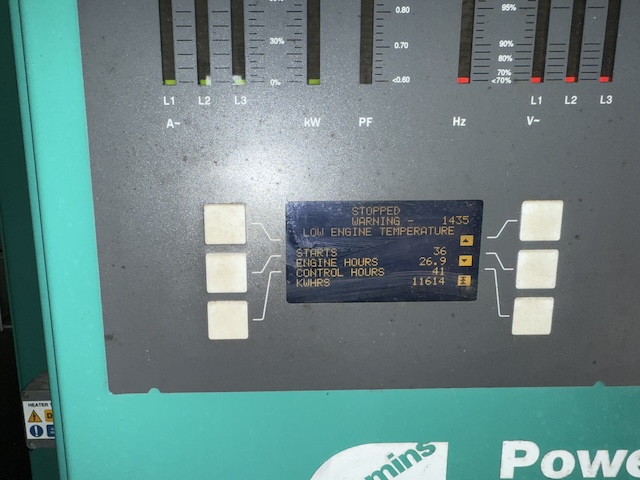 0.80
95%
30%
0.70
90%
80%
70%
0%
<0.60
<70%
L1 L2 L3 L1 L2 L3
A~ kW PF Hz V~
STOPPED
WARNING - 1435
LOW ENGINE TEMPERATURE
STARTS 36
ENGINE HOURS 26.9
CONTROL HOURS 41
KWHRS 11614
HEATER
mins
Powe